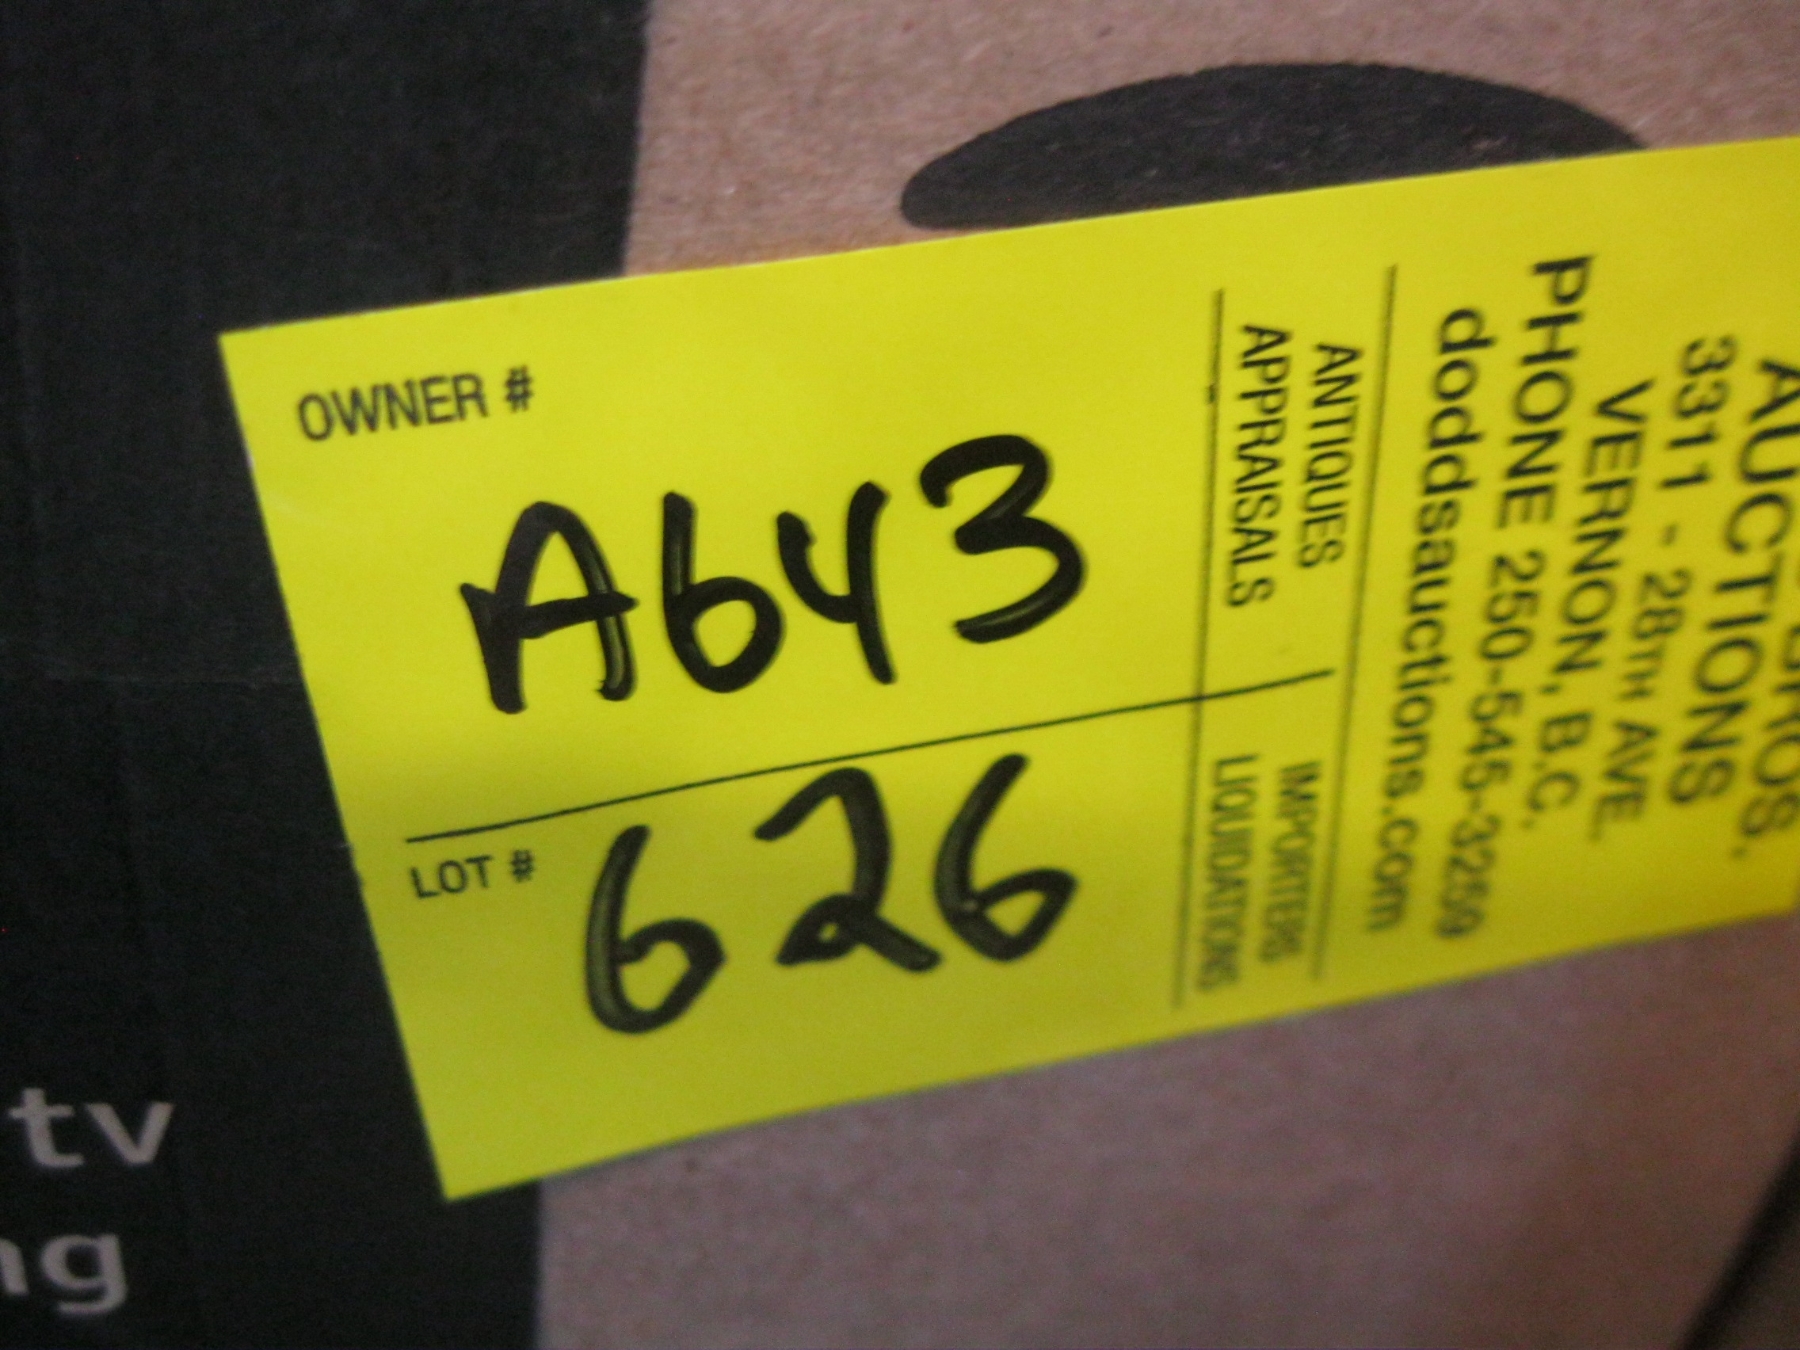 OWNER #
A643
LOT #
626
AUCTIONS
3311 - 28TH AVE.
VERNON, B.C.
PHONE 250-545-3259
doddsauctions.com
ANTIQUES
APPRAISALS
IMPORTERS
LIQUIDATIONS
tv